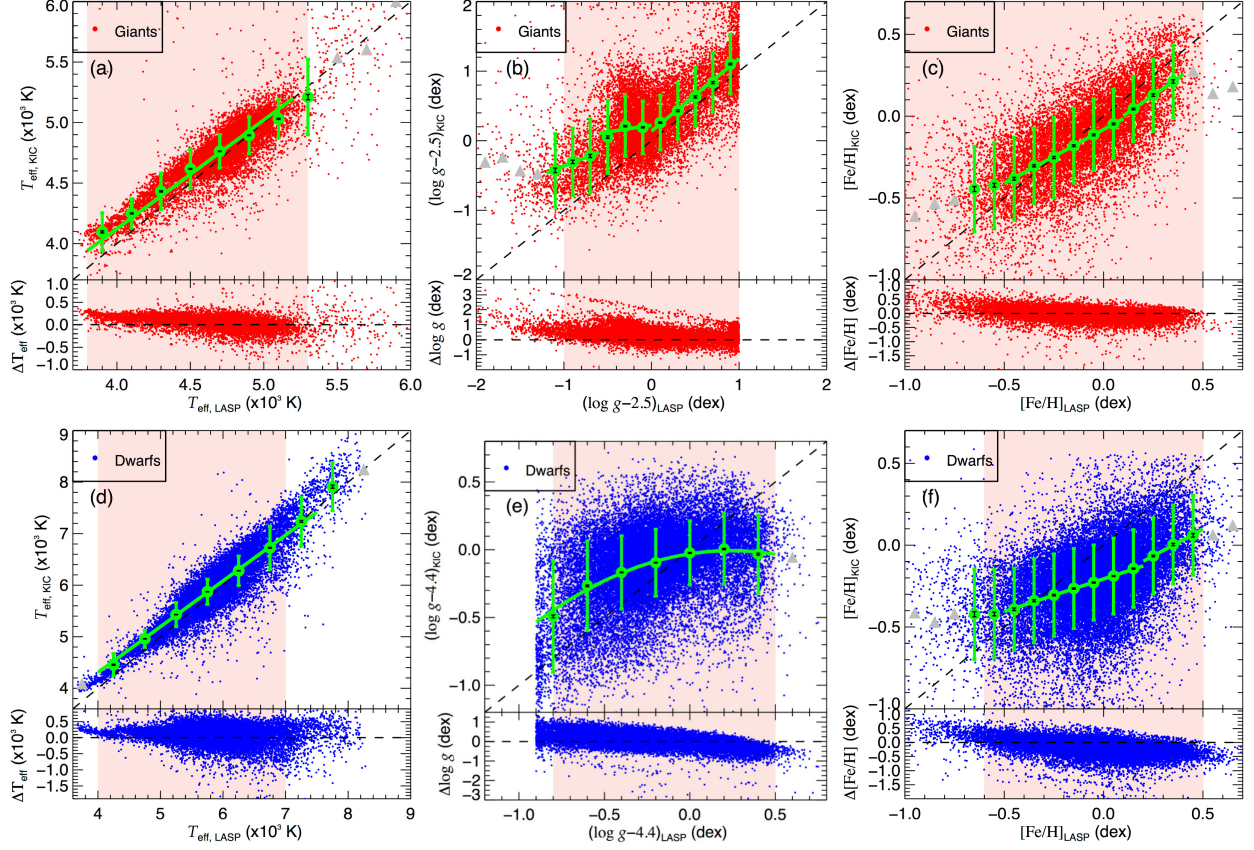 6.0
5.5
5.0
4.5
4.0
T_eff, KIC (x10³ K)
Giants
(a)
1.0
0.5
0.0
−0.5
−1.0
ΔT_eff (x10³ K)
4.0 4.5 5.0 5.5 6.0
T_eff, LASP (x10³ K)
2
1
0
−1
−2
(log g−2.5)_KIC (dex)
Giants
(b)
3
2
1
0
−1
Δlog g (dex)
−2 −1 0 1 2
(log g−2.5)_LASP (dex)
0.5
0.0
−0.5
−1.0
[Fe/H]_KIC (dex)
Giants
(c)
1.0
0.5
0.0
−0.5
−1.0
−1.5
Δ[Fe/H] (dex)
−1.0 −0.5 0.0 0.5
[Fe/H]_LASP (dex)
9
8
7
6
5
4
T_eff, KIC (x10³ K)
Dwarfs
(d)
0.5
0.0
−0.5
−1.0
−1.5
ΔT_eff (x10³ K)
4 5 6 7 8 9
T_eff, LASP (x10³ K)
0.5
0.0
−0.5
−1.0
(log g−4.4)_KIC (dex)
Dwarfs
(e)
1
0
−1
−2
−3
Δlog g (dex)
−1.0 −0.5 0.0 0.5
(log g−4.4)_LASP (dex)
0.5
0.0
−0.5
−1.0
[Fe/H]_KIC (dex)
Dwarfs
(f)
1.0
0.5
0.0
−0.5
−1.0
−1.5
Δ[Fe/H] (dex)
−1.0 −0.5 0.0 0.5
[Fe/H]_LASP (dex)